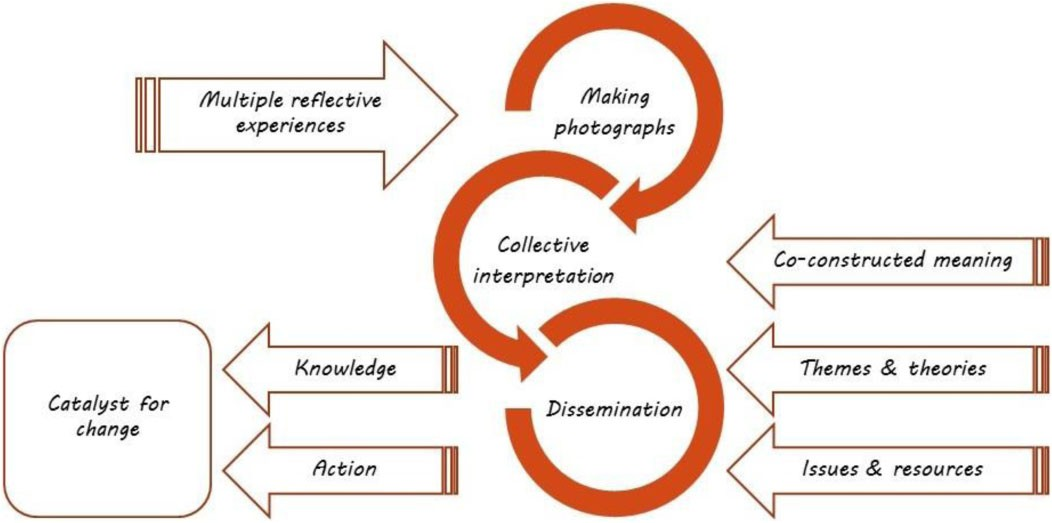 Multiple reflective
experiences
Making
photographs
Collective
interpretation
Co-constructed meaning
Knowledge
Themes & theories
Catalyst for
change
Dissemination
Action
Issues & resources